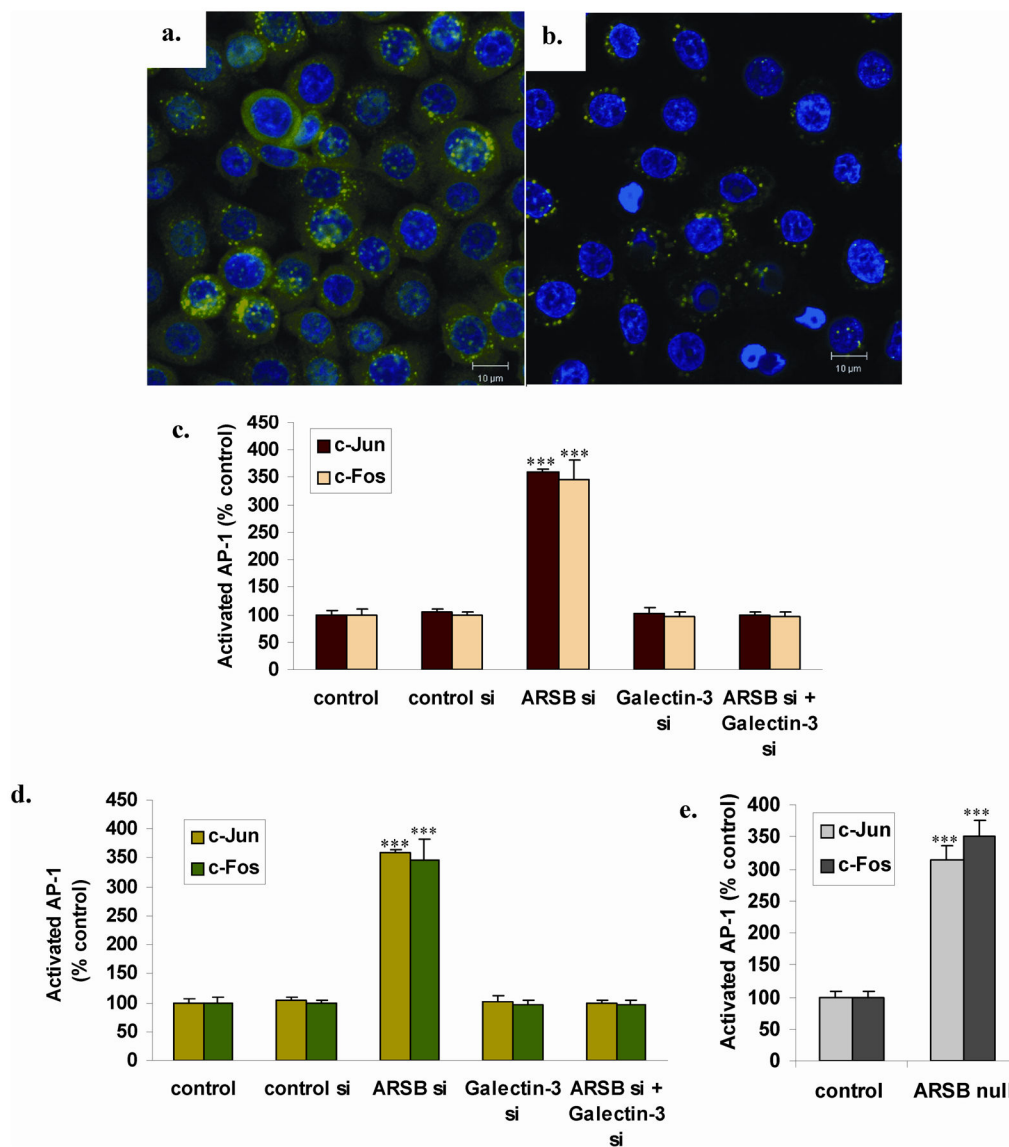 a.
b.
10 µm
10 µm
c.
Activated AP-1 (% control)
450
400
350
300
250
200
150
100
50
0
c-Jun
c-Fos
***
***
control
control si
ARSB si
Galectin-3
si
ARSB si +
Galectin-3
si
d.
Activated AP-1
(% control)
450
400
350
300
250
200
150
100
50
0
c-Jun
c-Fos
***
***
control
control si
ARSB si
Galectin-3
si
ARSB si +
Galectin-3
si
e.
Activated AP-1 (% control)
400
350
300
250
200
150
100
50
0
c-Jun
c-Fos
***
***
control
ARSB null